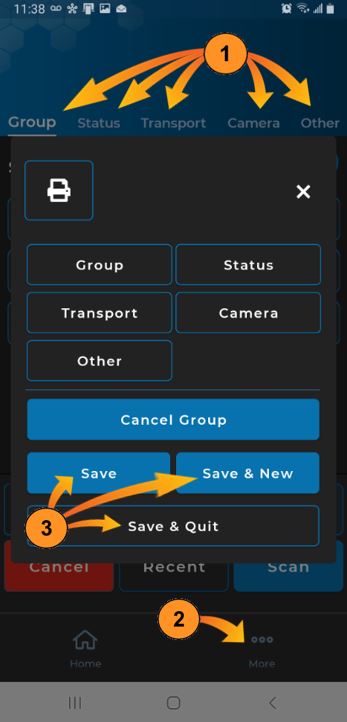 11:38
1
Group Status Transport Camera Other
Group Status
Transport Camera
Other
Cancel Group
Save Save & New
3
Save & Quit
Cancel Recent Scan
2
Home More